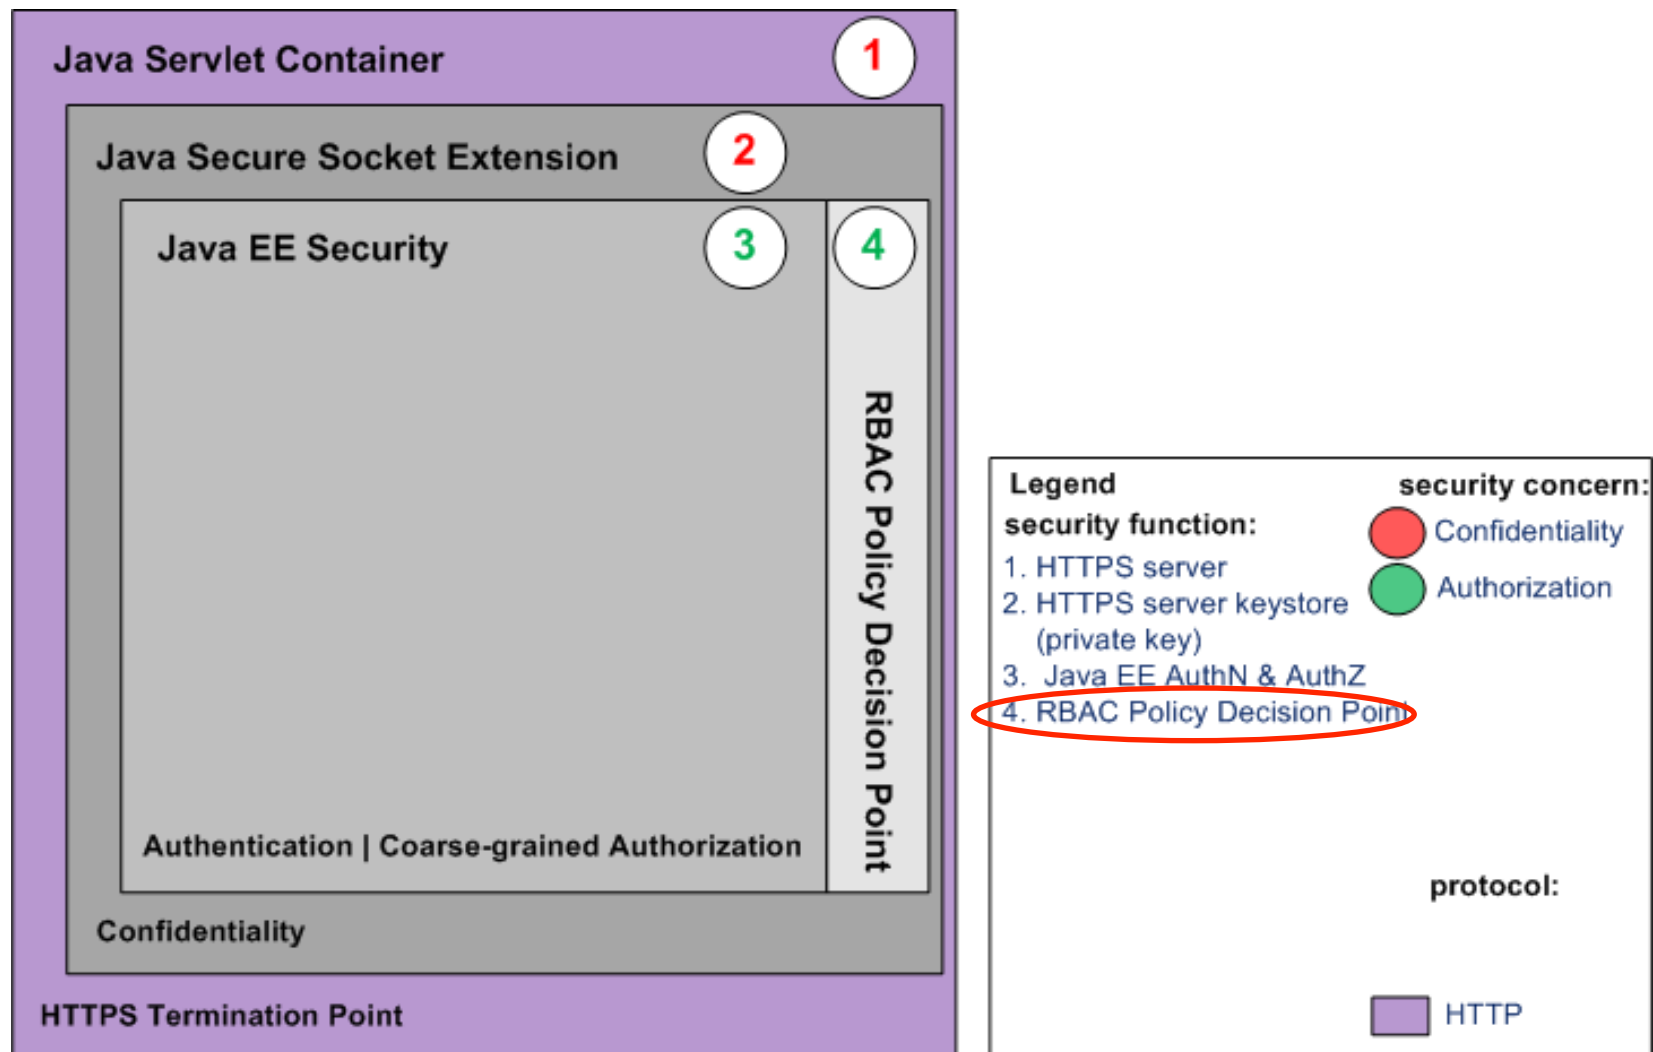 Java Servlet Container
1
Java Secure Socket Extension
2
Java EE Security
3
4
RBAC Policy Decision Point
Authentication | Coarse-grained Authorization
Confidentiality
HTTPS Termination Point
Legend
security function:
1. HTTPS server
2. HTTPS server keystore
(private key)
3. Java EE AuthN & AuthZ
4. RBAC Policy Decision Point
security concern:
Confidentiality
Authorization
protocol:
HTTP